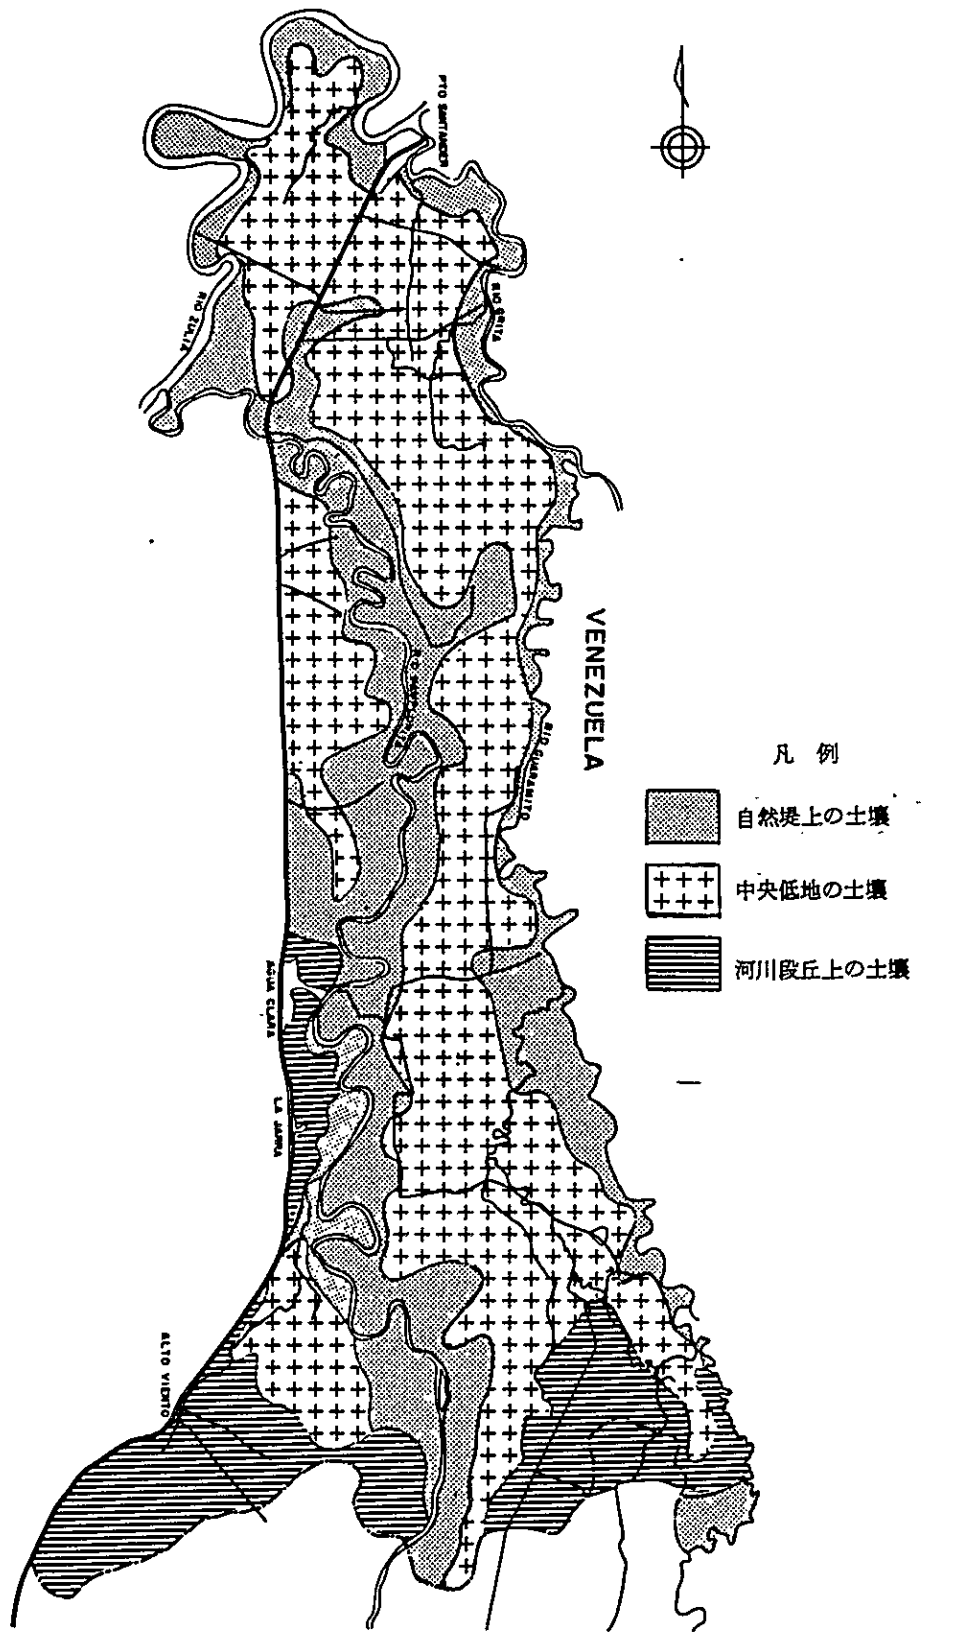 PTO SANTANDER
RIO ZULIA
RIO GRITA
VENEZUELA
RIO GUARAMITO
凡 例
自然堤上の土壌
中央低地の土壌
河川段丘上の土壌
AGUA CLARA
LA JARRA
ALTO VIENTO